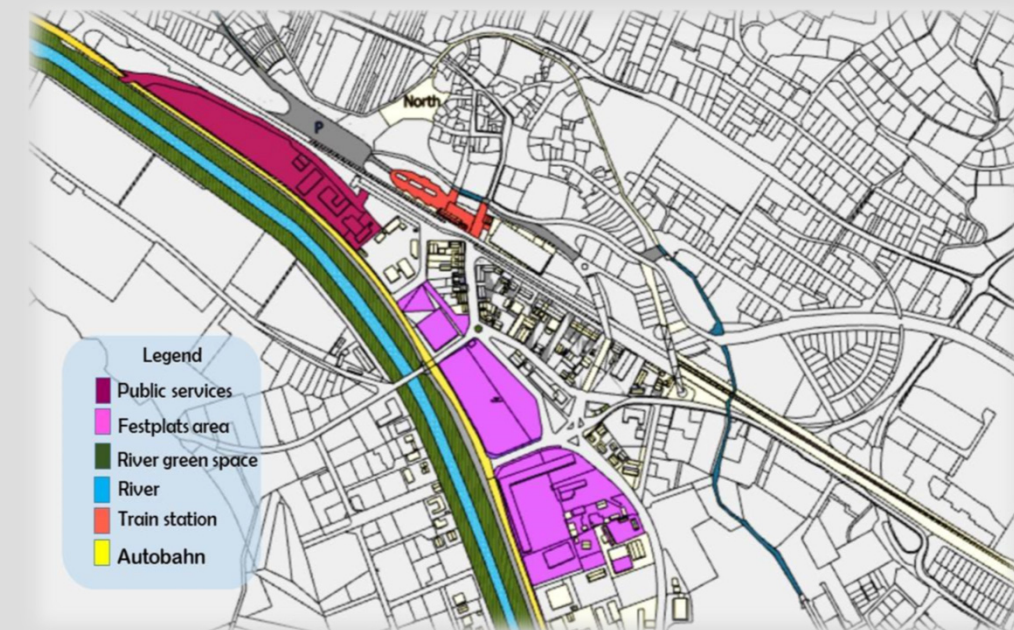 North
P
Legend
Public services
Festplats area
River green space
River
Train station
Autobahn